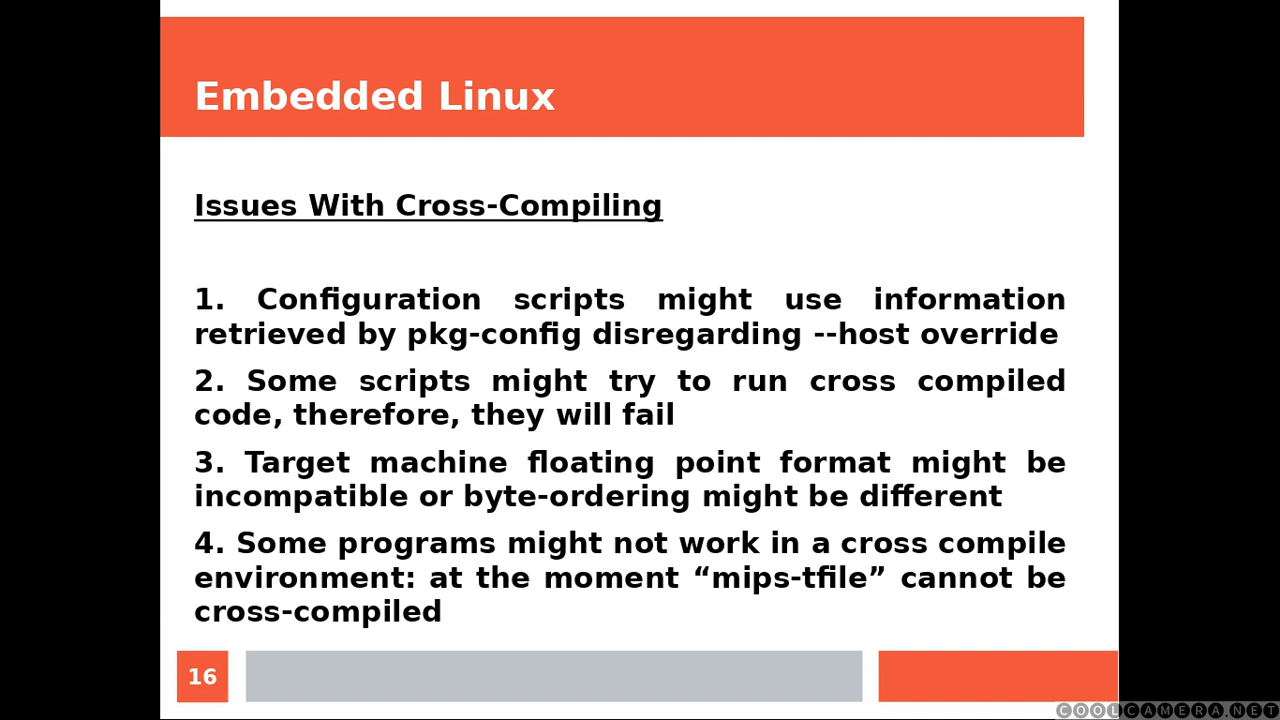 Embedded Linux
Issues With Cross-Compiling
1. Configuration scripts might use information
retrieved by pkg-config disregarding --host override
2. Some scripts might try to run cross compiled
code, therefore, they will fail
3. Target machine floating point format might be
incompatible or byte-ordering might be different
4. Some programs might not work in a cross compile
environment: at the moment “mips-tfile” cannot be
cross-compiled
16
COOLCAMERA.NET